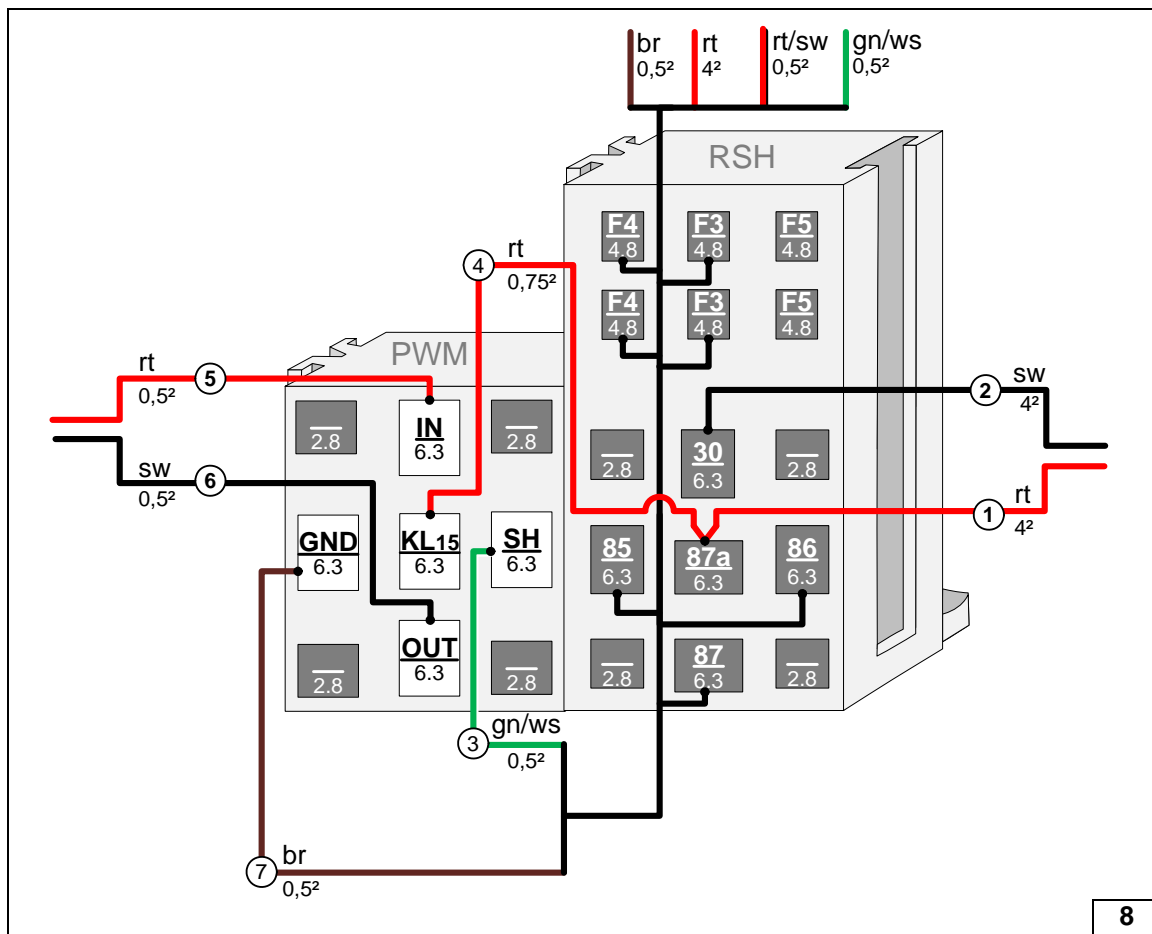 br rt rt/sw gn/ws
0,5² 4² 0,5² 0,5²
RSH
F4 F3 F5
4.8 4.8 4.8
4 rt
0,75²
F4 F3 F5
4.8 4.8 4.8
PWM
rt 5
0,5²
2 sw
4²
2.8 IN 2.8
6.3
2.8 30 2.8
6.3
sw 6
0,5²
1 rt
4²
GND KL15 SH
6.3 6.3 6.3
85 87a 86
6.3 6.3 6.3
OUT
2.8 6.3 2.8
87
2.8 6.3 2.8
3 gn/ws
0,5²
7 br
0,5²
8